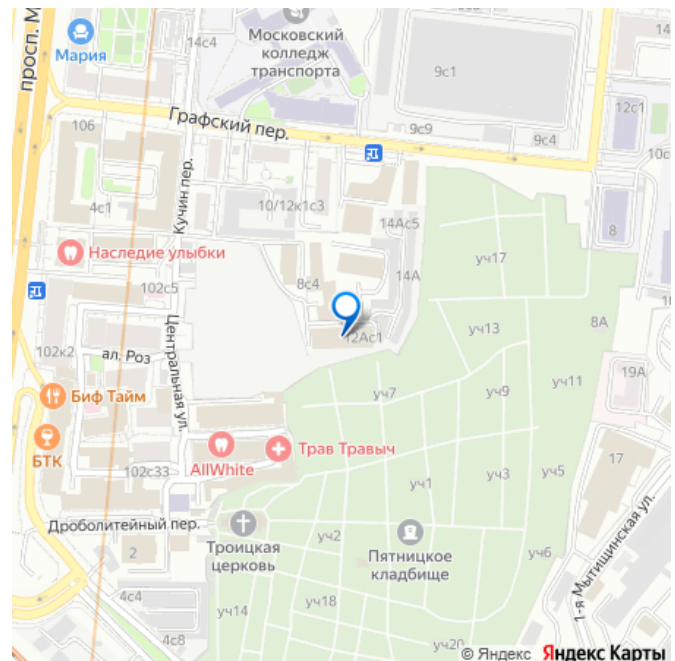 просп. М
Мария
14с4
Московский
колледж
транспорта
9с1
14
12с1
106
Графский пер.
9с9
9с4
10с
4с1
Кучин пер.
10/12к1с3
14Ас5
8
Наследие улыбки
уч17
8с4
14А
102с5
12Ас1
уч13
8А
102к2
ал. Роз
Центральная ул.
уч7
уч9
уч11
19А
Биф Тайм
БТК
AllWhite
Трав Травыч
102с33
уч1
уч3
уч5
17
Дроболитейный пер.
2
Троицкая
церковь
уч2
Пятницкое
кладбище
уч6
1-я Мытищинская ул.
4с4
уч14
уч18
4с8
уч20
© Яндекс Яндекс Карты